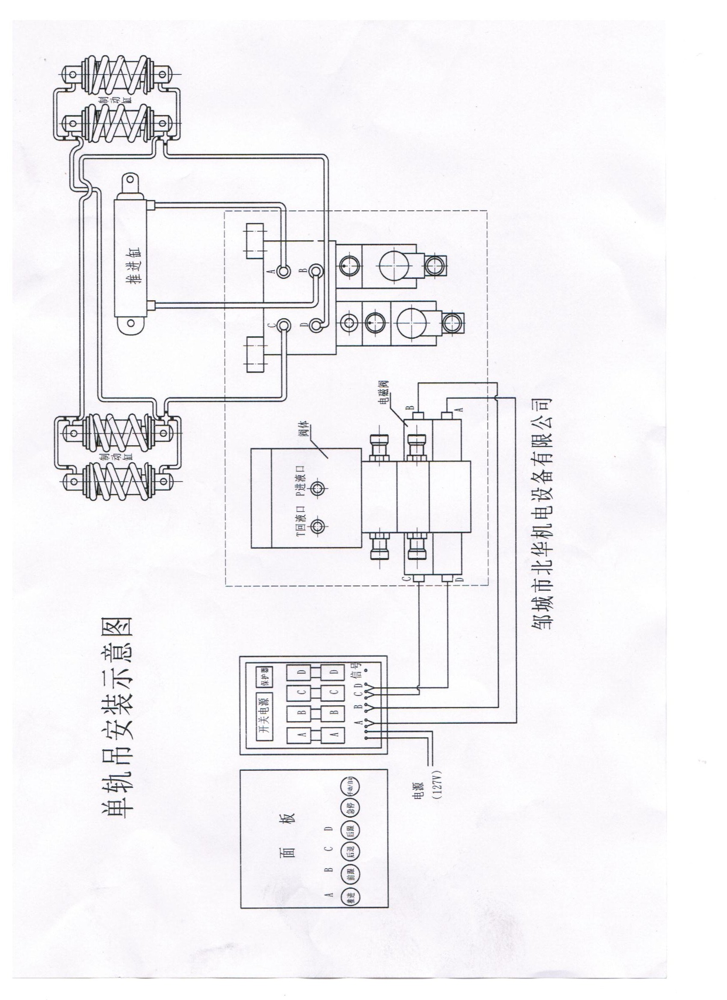 单轨吊安装示意图
制动缸
制动缸
推进缸
A
B
C
D
面 板
A B C D
推进 前跟 后退 后跟 急停 手动/自动
开关电源 保护器
A B C D
A B C D
A B C D 信号
电源
(127V)
T回液口 P进液口
阀体
电磁阀
B
A
C
D
邹城市北华机电设备有限公司